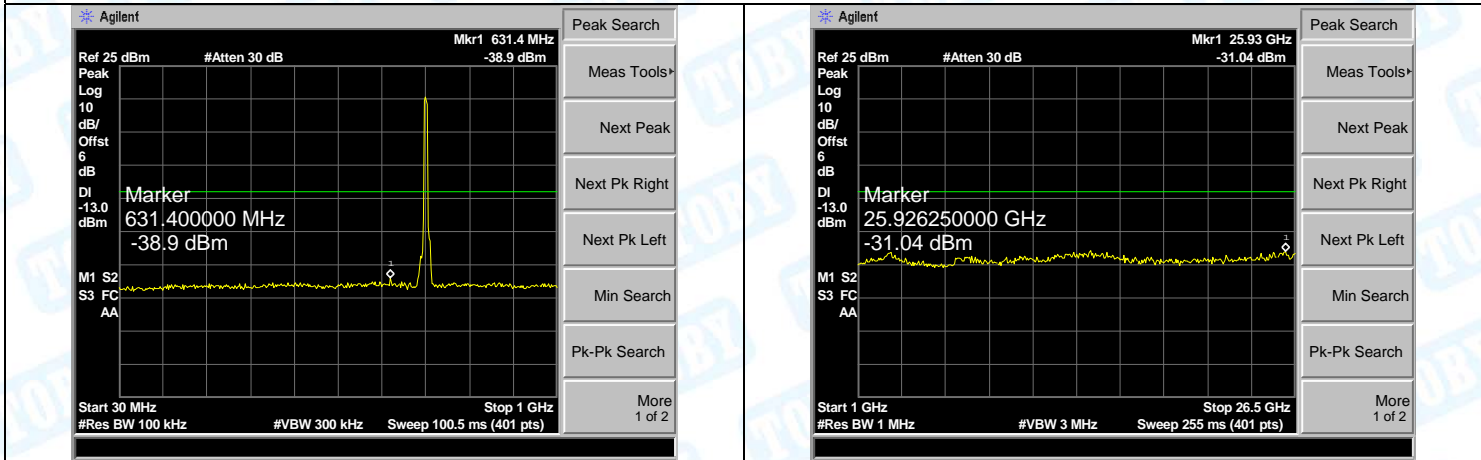 Agilent
Peak Search
Mkr1 631.4 MHz
Ref 25 dBm #Atten 30 dB -38.9 dBm
Peak
Log
10
dB/
Offst
6
dB
DI
-13.0
dBm
Marker
631.400000 MHz
-38.9 dBm
1
M1 S2
S3 FC
AA
Start 30 MHz Stop 1 GHz
#Res BW 100 kHz #VBW 300 kHz Sweep 100.5 ms (401 pts)
Meas Tools
Next Peak
Next Pk Right
Next Pk Left
Min Search
Pk-Pk Search
More
1 of 2
Agilent
Peak Search
Mkr1 25.93 GHz
Ref 25 dBm #Atten 30 dB -31.04 dBm
Peak
Log
10
dB/
Offst
6
dB
DI
-13.0
dBm
Marker
25.926250000 GHz
-31.04 dBm
1
M1 S2
S3 FC
AA
Start 1 GHz Stop 26.5 GHz
#Res BW 1 MHz #VBW 3 MHz Sweep 255 ms (401 pts)
Meas Tools
Next Peak
Next Pk Right
Next Pk Left
Min Search
Pk-Pk Search
More
1 of 2
TOBY